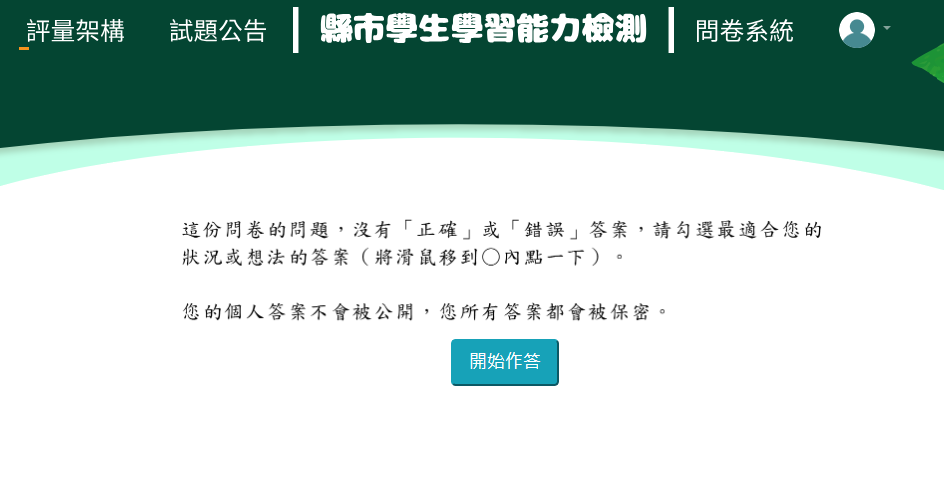 評量架構 試題公告 縣市學生學習能力檢測 問卷系統
這份問卷的問題，沒有「正確」或「錯誤」答案，請勾選最適合您的
狀況或想法的答案（將滑鼠移到○內點一下）。
您的個人答案不會被公開，您所有答案都會被保密。
開始作答